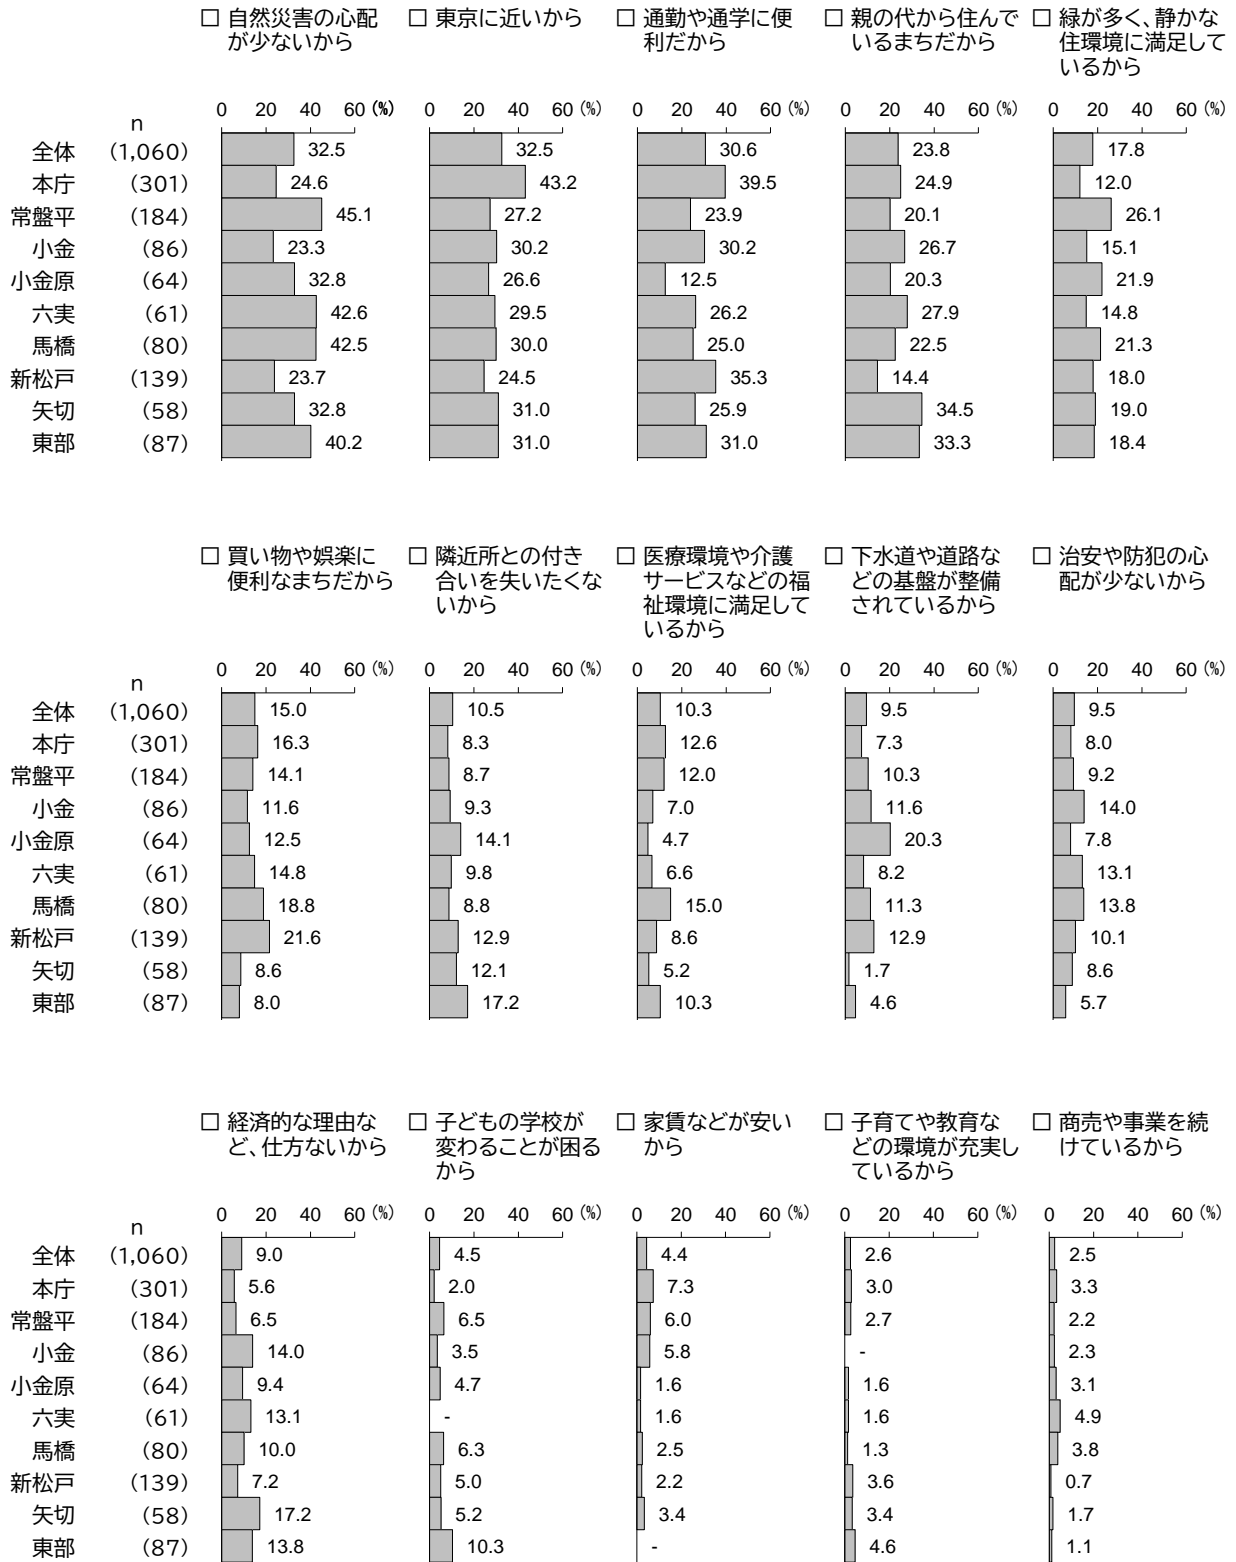 □ 自然災害の心配 □ 東京に近いから □ 通勤や通学に便 □ 親の代から住んで □ 緑が多く、静かな
が少ないから 利だから いるまちだから 住環境に満足して
いるから
0 20 40 60 (%) 0 20 40 60 (%) 0 20 40 60 (%) 0 20 40 60 (%) 0 20 40 60 (%)
n
全体 (1,060) 32.5 32.5 30.6 23.8 17.8
本庁 (301) 24.6 43.2 39.5 24.9 12.0
常盤平 (184) 45.1 27.2 23.9 20.1 26.1
小金 (86) 23.3 30.2 30.2 26.7 15.1
小金原 (64) 32.8 26.6 12.5 20.3 21.9
六実 (61) 42.6 29.5 26.2 27.9 14.8
馬橋 (80) 42.5 30.0 25.0 22.5 21.3
新松戸 (139) 23.7 24.5 35.3 14.4 18.0
矢切 (58) 32.8 31.0 25.9 34.5 19.0
東部 (87) 40.2 31.0 31.0 33.3 18.4
□ 買い物や娯楽に □ 隣近所との付き □ 医療環境や介護 □ 下水道や道路な □ 治安や防犯の心
便利なまちだから 合いを失いたくな サービスなどの福 どの基盤が整備 配が少ないから
いから 祉環境に満足して されているから
いるから
0 20 40 60 (%) 0 20 40 60 (%) 0 20 40 60 (%) 0 20 40 60 (%) 0 20 40 60 (%)
n
全体 (1,060) 15.0 10.5 10.3 9.5 9.5
本庁 (301) 16.3 8.3 12.6 7.3 8.0
常盤平 (184) 14.1 8.7 12.0 10.3 9.2
小金 (86) 11.6 9.3 7.0 11.6 14.0
小金原 (64) 12.5 14.1 4.7 20.3 7.8
六実 (61) 14.8 9.8 6.6 8.2 13.1
馬橋 (80) 18.8 8.8 15.0 11.3 13.8
新松戸 (139) 21.6 12.9 8.6 12.9 10.1
矢切 (58) 8.6 12.1 5.2 1.7 8.6
東部 (87) 8.0 17.2 10.3 4.6 5.7
□ 経済的な理由な □ 子どもの学校が □ 家賃などが安い □ 子育てや教育な □ 商売や事業を続
ど、仕方ないから 変わることが困る から どの環境が充実し けているから
から ているから
0 20 40 60 (%) 0 20 40 60 (%) 0 20 40 60 (%) 0 20 40 60 (%) 0 20 40 60 (%)
n
全体 (1,060) 9.0 4.5 4.4 2.6 2.5
本庁 (301) 5.6 2.0 7.3 3.0 3.3
常盤平 (184) 6.5 6.5 6.0 2.7 2.2
小金 (86) 14.0 3.5 5.8 - 2.3
小金原 (64) 9.4 4.7 1.6 1.6 3.1
六実 (61) 13.1 - 1.6 1.6 4.9
馬橋 (80) 10.0 6.3 2.5 1.3 3.8
新松戸 (139) 7.2 5.0 2.2 3.6 0.7
矢切 (58) 17.2 5.2 3.4 3.4 1.7
東部 (87) 13.8 10.3 - 4.6 1.1